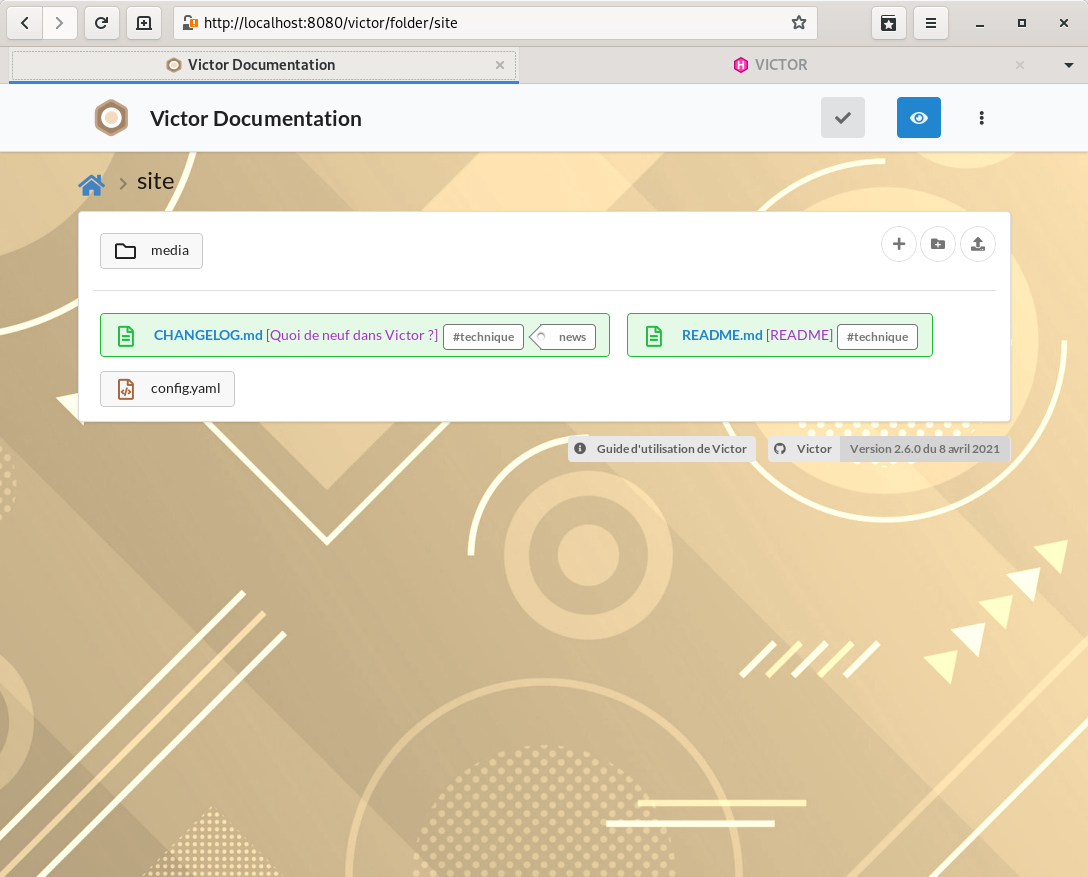 http://localhost:8080/victor/folder/site
Victor Documentation
VICTOR
Victor Documentation
site
media
CHANGELOG.md [Quoi de neuf dans Victor ?] #technique news
README.md [README] #technique
config.yaml
Guide d'utilisation de Victor
Victor Version 2.6.0 du 8 avril 2021